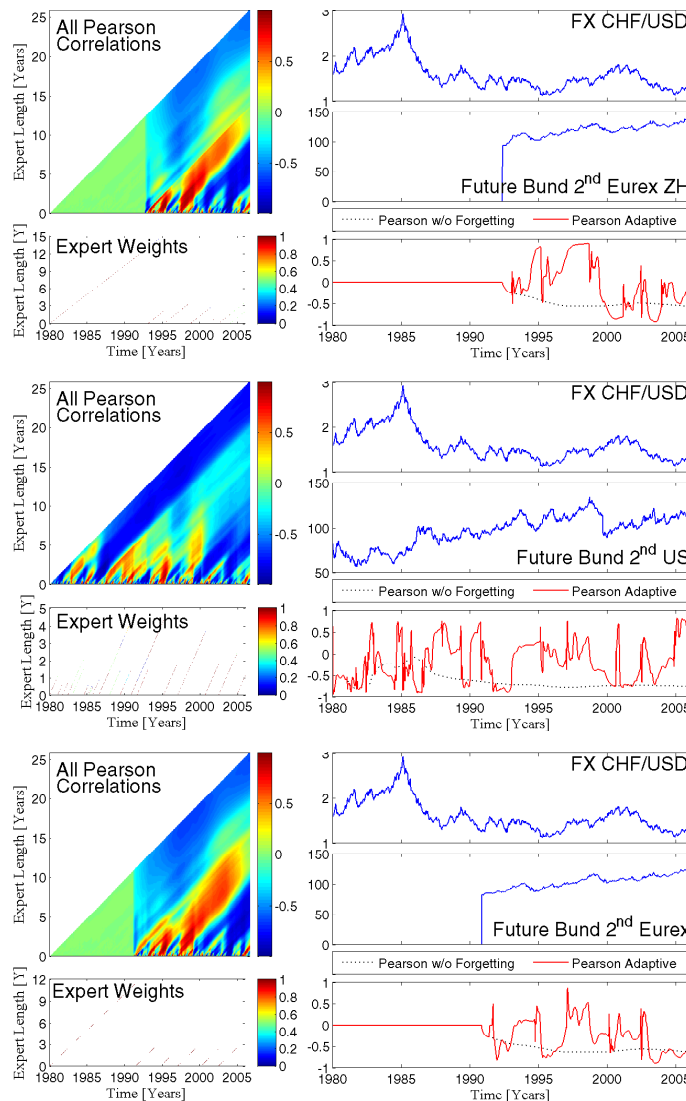 All Pearson
Correlations
Expert Length [Years]
25
20
15
10
5
0
0.5
0
-0.5
FX CHF/USD
3
2
1
150
100
50
0
Future Bund 2nd Eurex ZH
Pearson w/o Forgetting
Pearson Adaptive
Expert Weights
Expert Length [Y]
15
12
9
6
3
0
1
0.8
0.6
0.4
0.2
0
1980 1985 1990 1995 2000 2005
Time [Years]
1
0.5
0
-0.5
-1
1980 1985 1990 1995 2000 2005
Time [Years]
All Pearson
Correlations
Expert Length [Years]
25
20
15
10
5
0
0.5
0
-0.5
FX CHF/USD
3
2
1
150
100
50
Future Bund 2nd US
Pearson w/o Forgetting
Pearson Adaptive
Expert Weights
Expert Length [Y]
5
4
3
2
1
0
1
0.8
0.6
0.4
0.2
0
1980 1985 1990 1995 2000 2005
Time [Years]
1
0.5
0
-0.5
-1
1980 1985 1990 1995 2000 2005
Time [Years]
All Pearson
Correlations
Expert Length [Years]
25
20
15
10
5
0
0.5
0
-0.5
FX CHF/USD
3
2
1
150
100
50
0
Future Bund 2nd Eurex
Pearson w/o Forgetting
Pearson Adaptive
Expert Weights
Expert Length [Y]
12
9
6
3
0
1
0.8
0.6
0.4
0.2
0
1980 1985 1990 1995 2000 2005
Time [Years]
1
0.5
0
-0.5
-1
1980 1985 1990 1995 2000 2005
Time [Years]